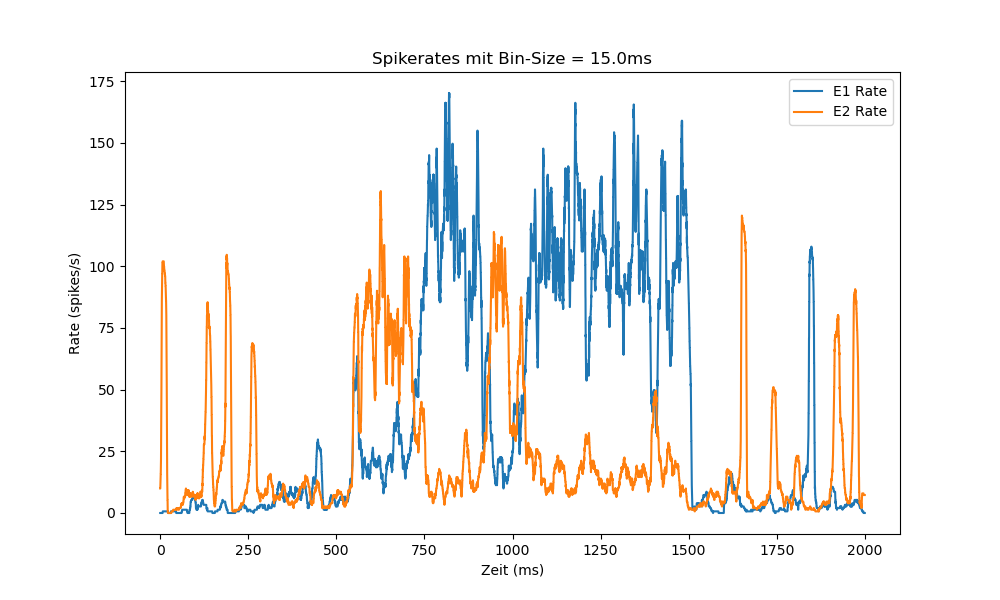 Spikerates mit Bin-Size = 15.0ms
E1 Rate
E2 Rate
Rate (spikes/s)
175
150
125
100
75
50
25
0
0 250 500 750 1000 1250 1500 1750 2000
Zeit (ms)